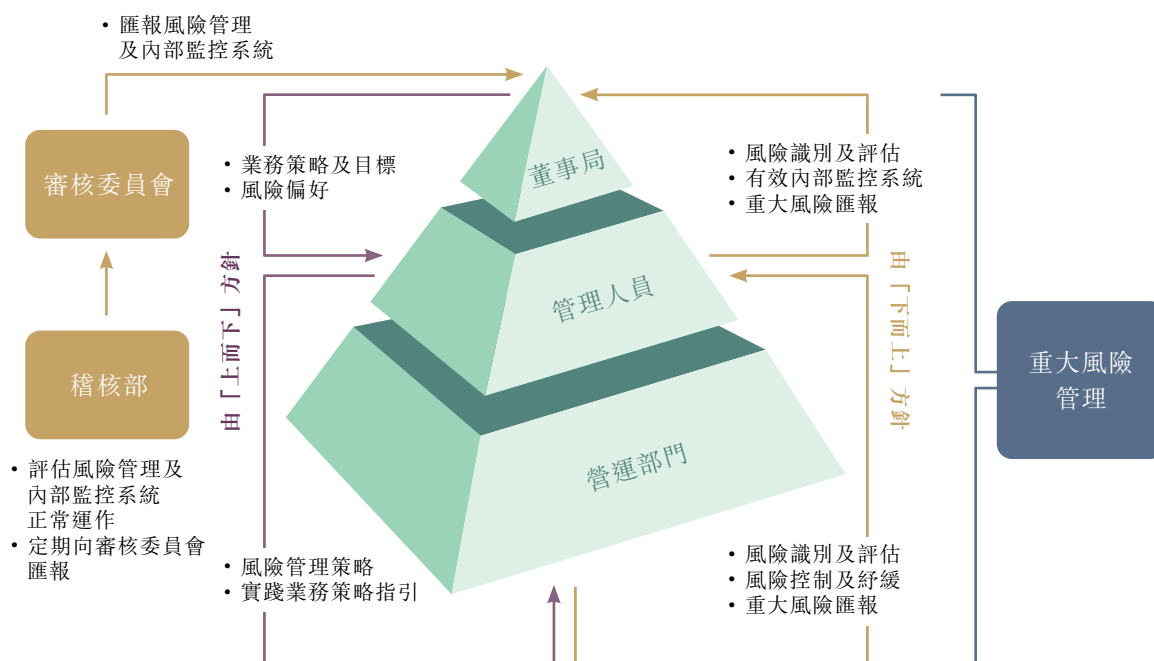 • 匯報風險管理
及內部監控系統
審核委員會
稽核部
• 評估風險管理及
內部監控系統
正常運作
• 定期向審核委員會
匯報
• 業務策略及目標
• 風險偏好
由「上而下」方針
• 風險管理策略
• 實踐業務策略指引
董事局
管理人員
營運部門
• 風險識別及評估
• 有效內部監控系統
• 重大風險匯報
由「下而上」方針
• 風險識別及評估
• 風險控制及紓緩
• 重大風險匯報
重大風險
管理